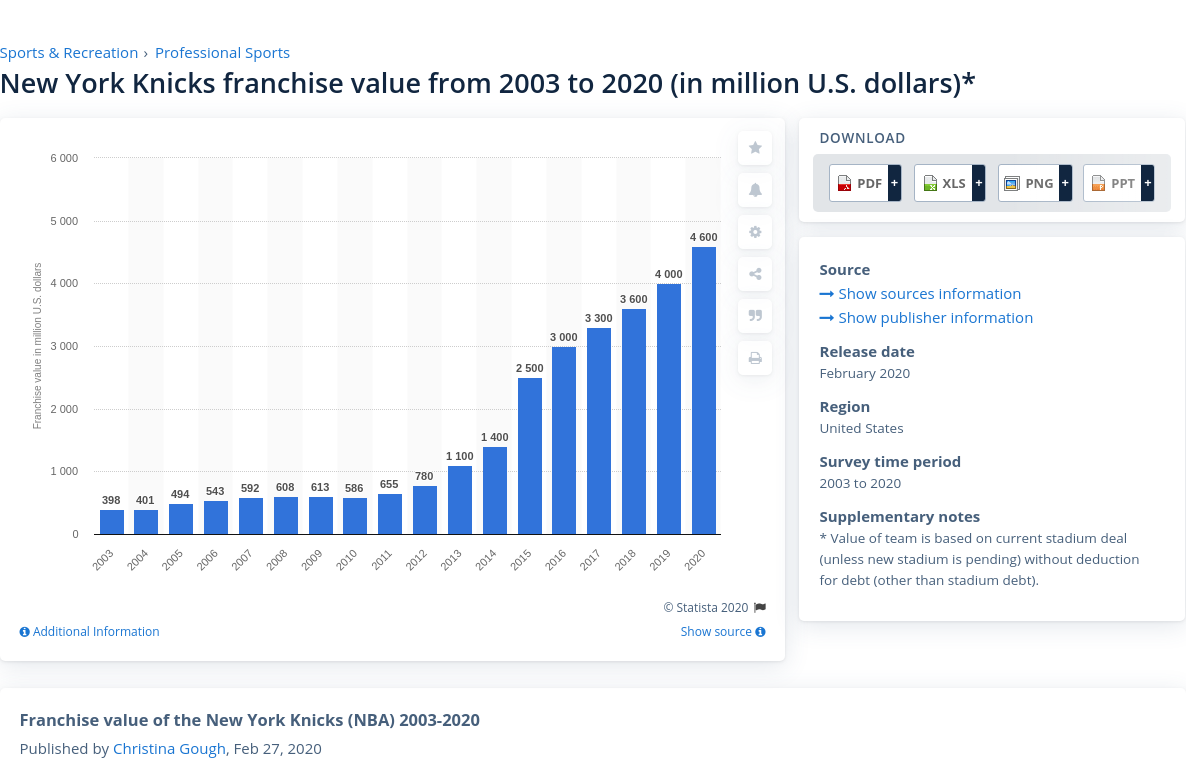 Sports & Recreation › Professional Sports
New York Knicks franchise value from 2003 to 2020 (in million U.S. dollars)*
Franchise value in million U.S. dollars
6 000
5 000
4 000
3 000
2 000
1 000
0
398
401
494
543
592
608
613
586
655
780
1 100
1 400
2 500
3 000
3 300
3 600
4 000
4 600
2003
2004
2005
2006
2007
2008
2009
2010
2011
2012
2013
2014
2015
2016
2017
2018
2019
2020
© Statista 2020
Additional Information
Show source
DOWNLOAD
PDF +
XLS +
PNG +
PPT +
Source
Show sources information
Show publisher information
Release date
February 2020
Region
United States
Survey time period
2003 to 2020
Supplementary notes
* Value of team is based on current stadium deal
(unless new stadium is pending) without deduction
for debt (other than stadium debt).
Franchise value of the New York Knicks (NBA) 2003-2020
Published by Christina Gough, Feb 27, 2020